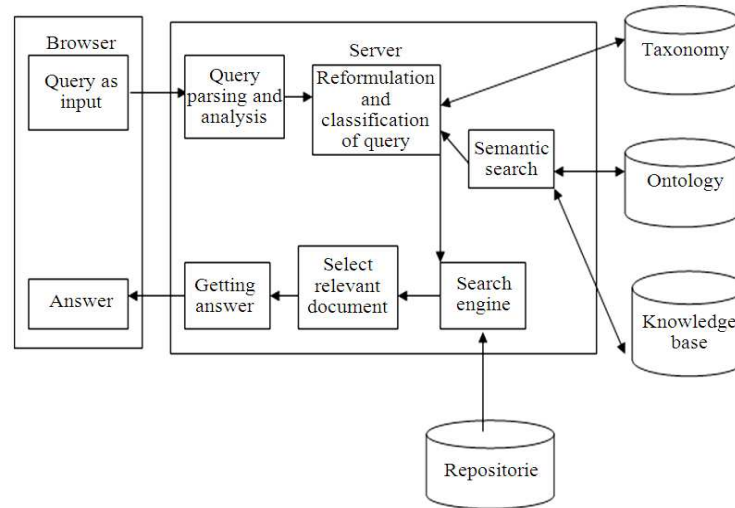 Browser
Query as
input
Server
Query
parsing and
analysis
Reformulation
and
classification
of query
Semantic
search
Taxonomy
Ontology
Knowledge
base
Answer
Getting
answer
Select
relevant
document
Search
engine
Repositorie